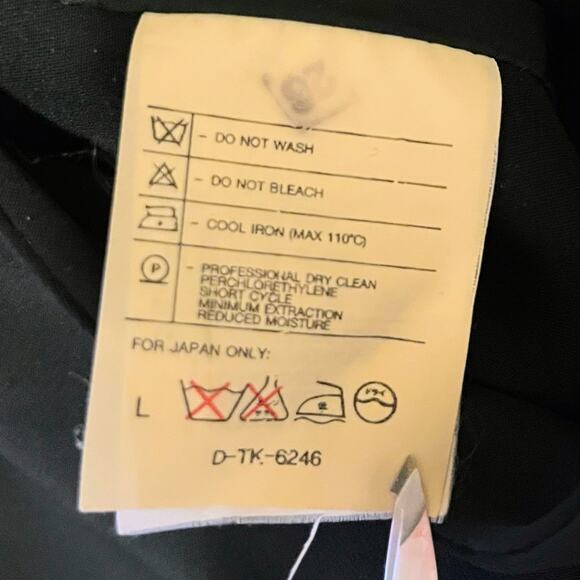 - DO NOT WASH
- DO NOT BLEACH
- COOL IRON (MAX 110°C)
P
- PROFESSIONAL DRY CLEAN
PERCHLORETHYLENE
SHORT CYCLE
MINIMUM EXTRACTION
REDUCED MOISTURE
FOR JAPAN ONLY:
L
ドライ
D-TK-6246